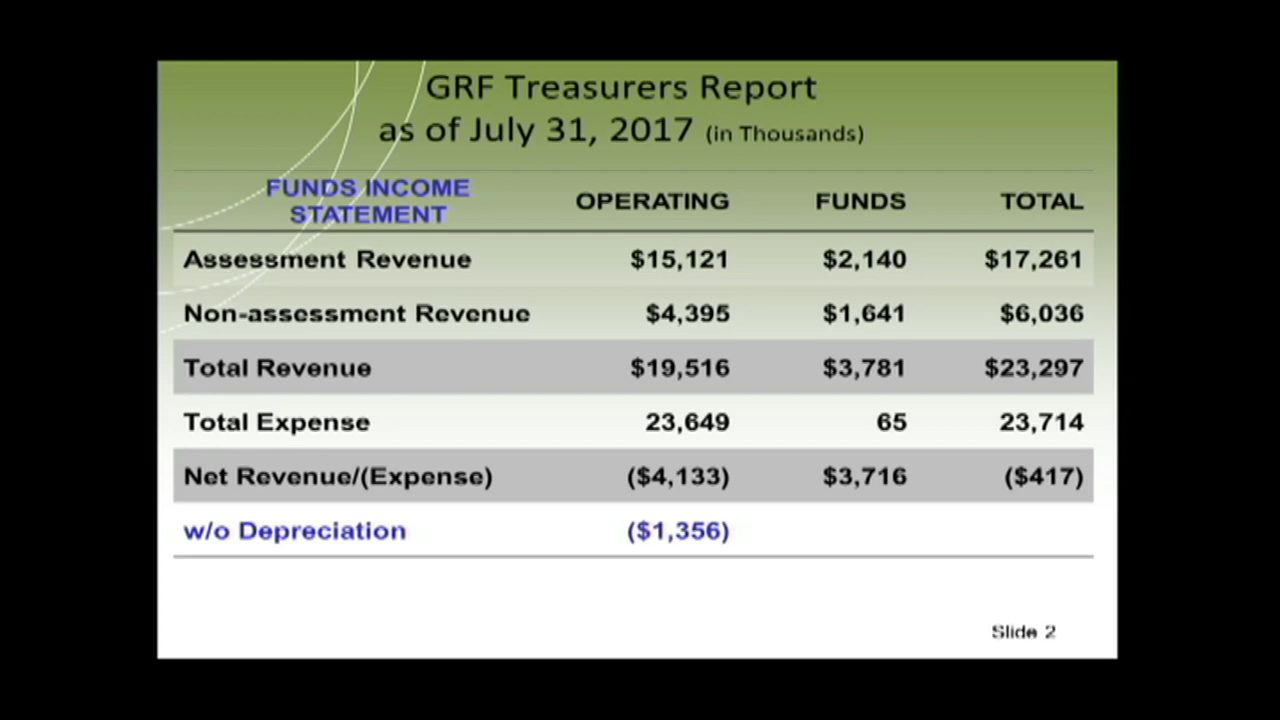 GRF Treasurers Report
as of July 31, 2017 (in Thousands)
FUNDS INCOME
STATEMENT OPERATING FUNDS TOTAL
Assessment Revenue $15,121 $2,140 $17,261
Non-assessment Revenue $4,395 $1,641 $6,036
Total Revenue $19,516 $3,781 $23,297
Total Expense 23,649 65 23,714
Net Revenue/(Expense) ($4,133) $3,716 ($417)
w/o Depreciation ($1,356)
Slide 2